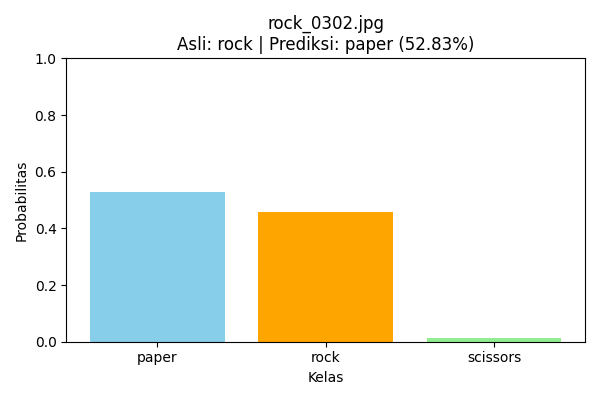 rock_0302.jpg
Asli: rock | Prediksi: paper (52.83%)
1.0
0.8
0.6
0.4
0.2
0.0
Probabilitas
paper rock scissors
Kelas